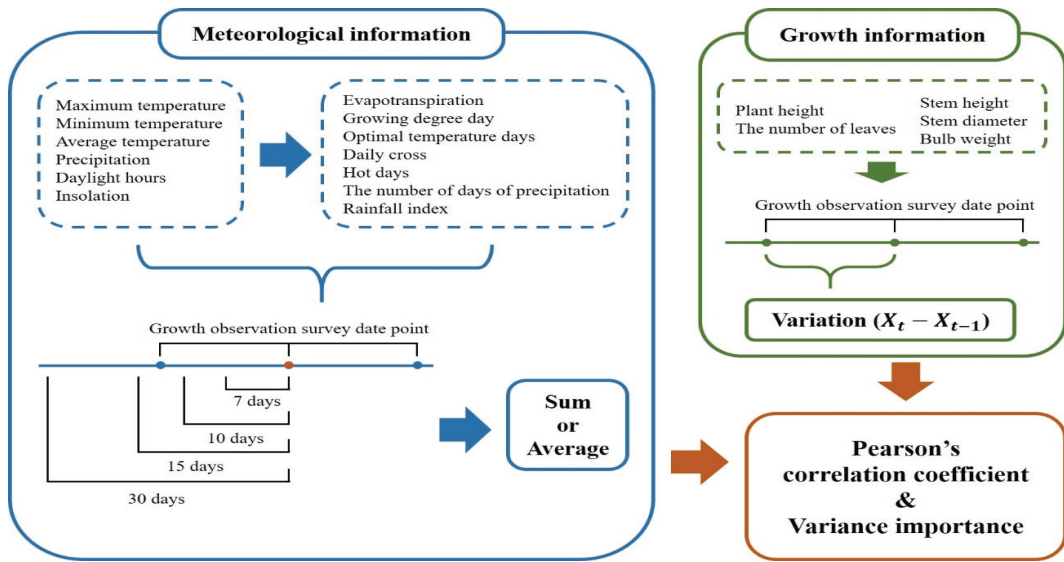 Meteorological information
Maximum temperature
Minimum temperature
Average temperature
Precipitation
Daylight hours
Insolation
Evapotranspiration
Growing degree day
Optimal temperature days
Daily cross
Hot days
The number of days of precipitation
Rainfall index
Growth observation survey date point
7 days
10 days
15 days
30 days
Sum
or
Average
Growth information
Plant height
The number of leaves
Stem height
Stem diameter
Bulb weight
Growth observation survey date point
Variation (X_t − X_{t−1})
Pearson’s
correlation coefficient
&
Variance importance